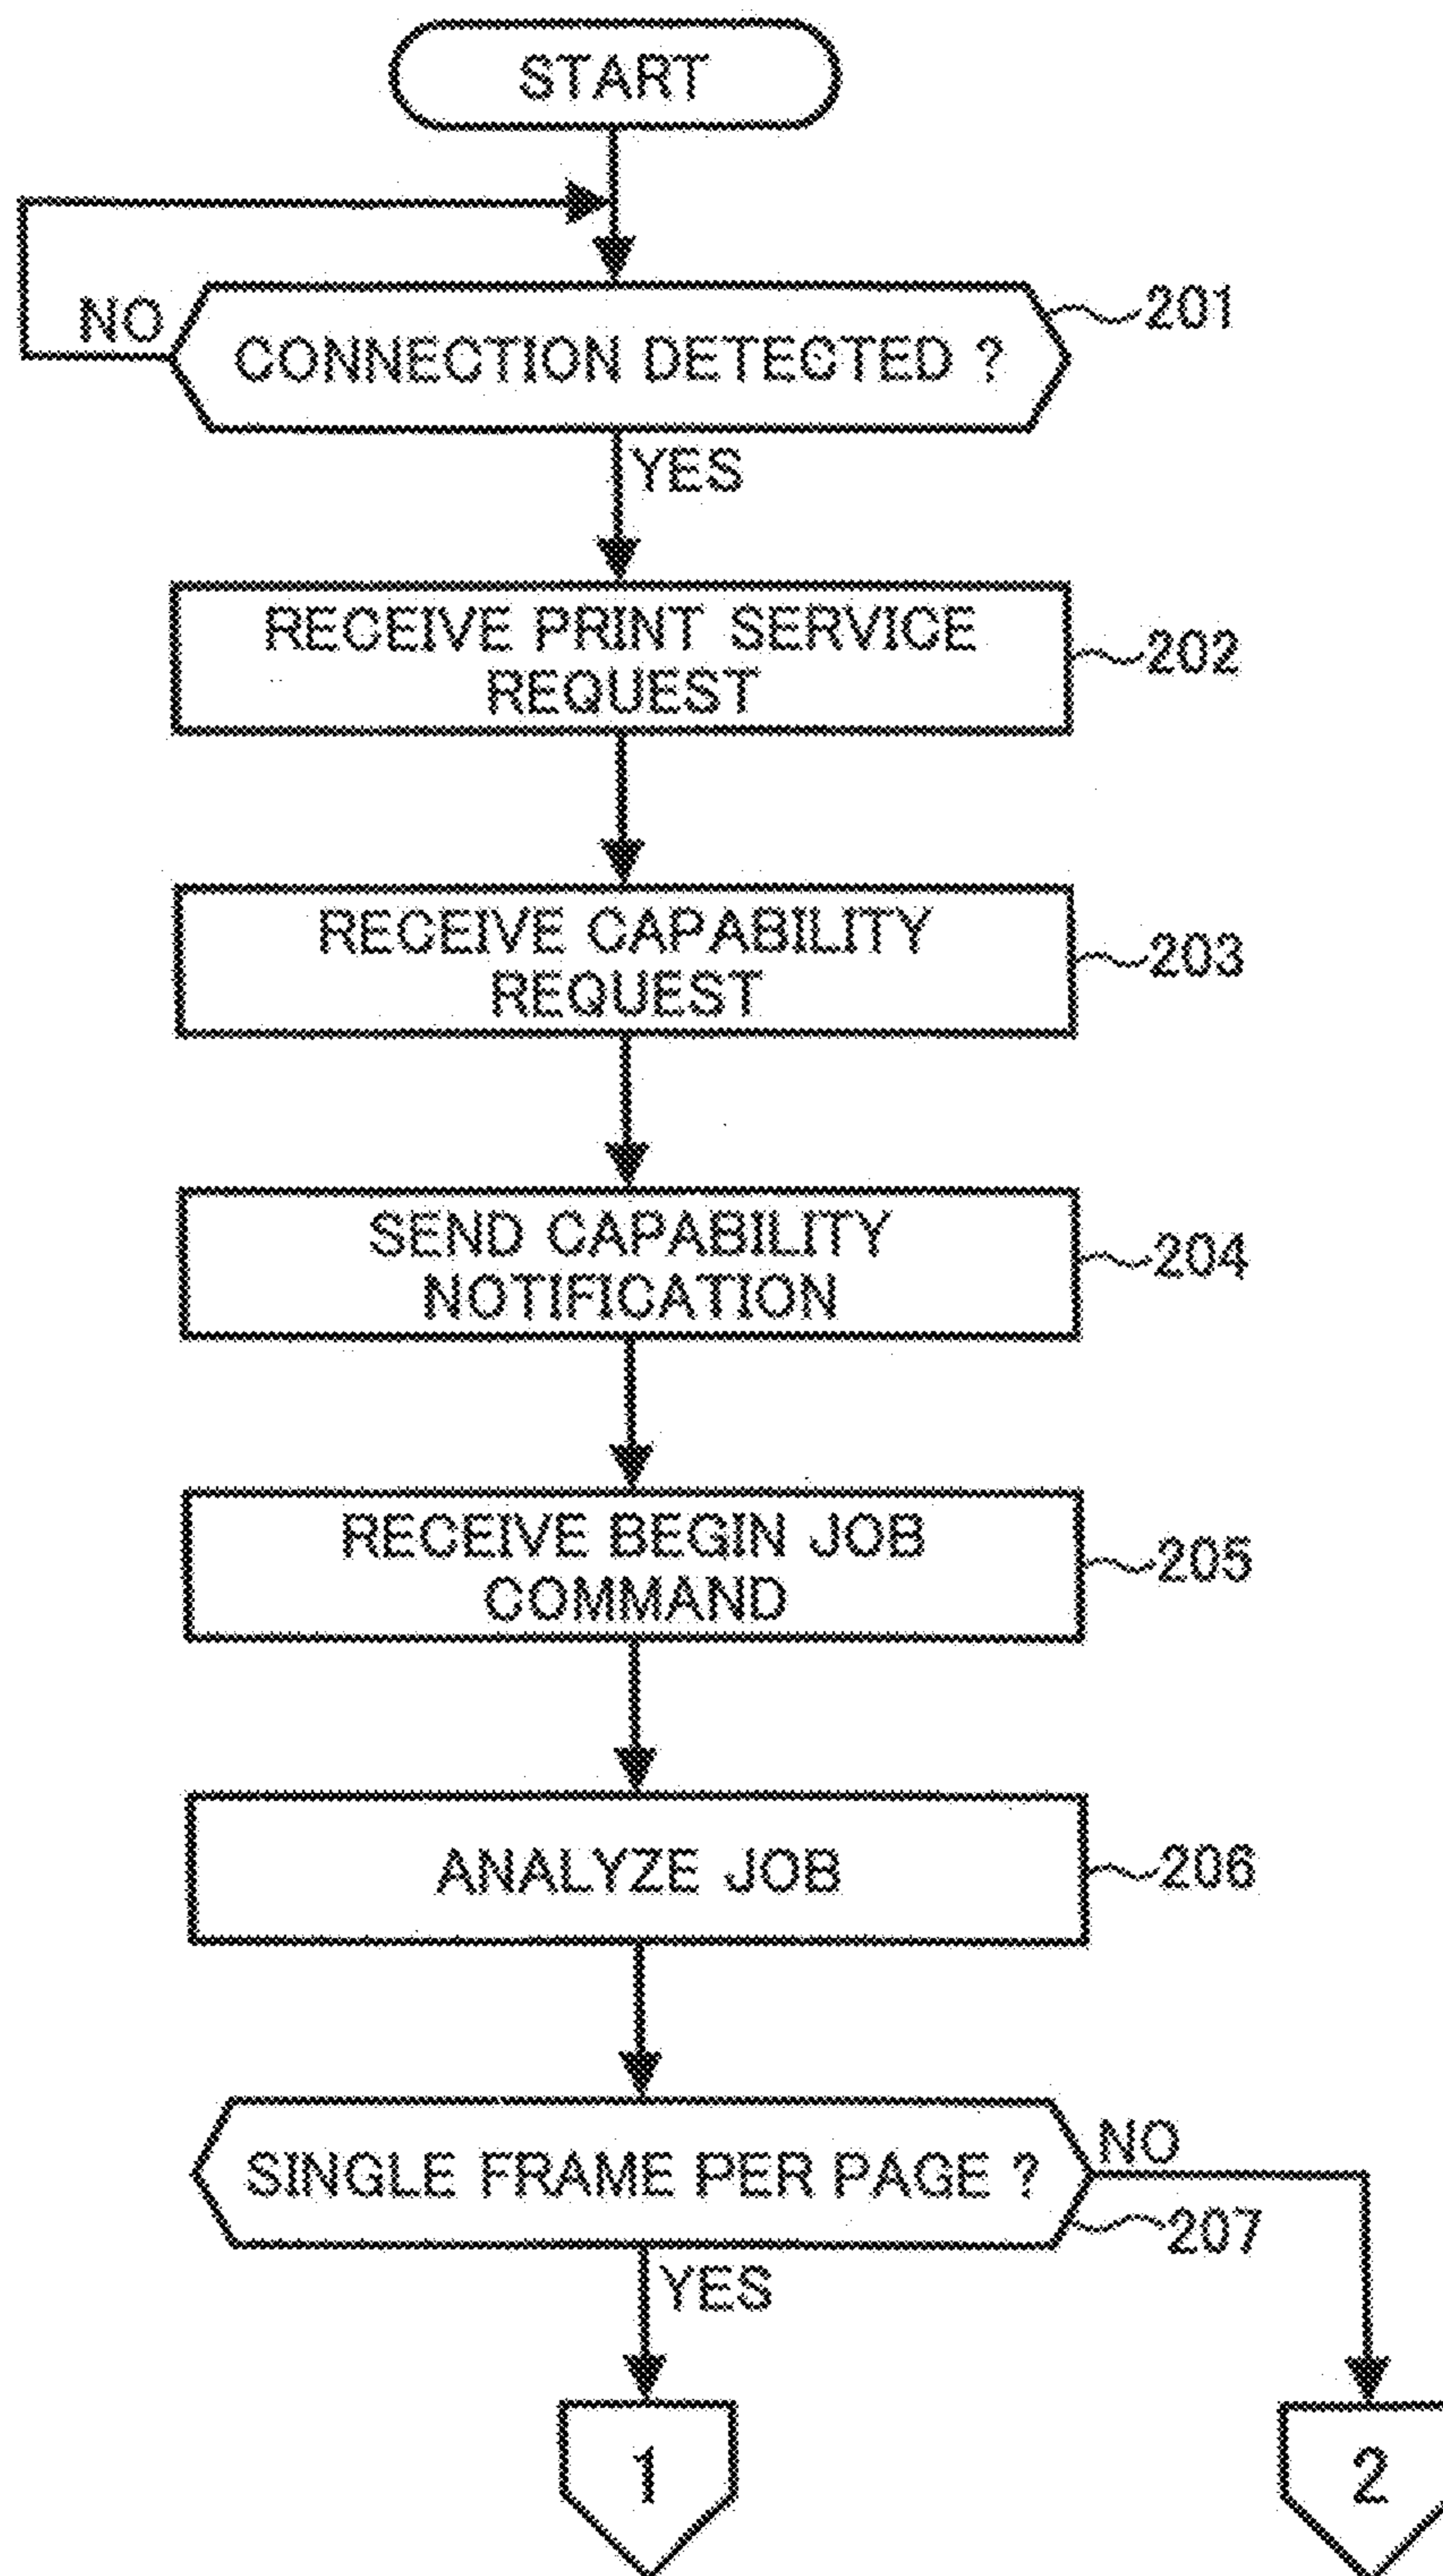 START
NO
CONNECTION DETECTED ?
201
YES
RECEIVE PRINT SERVICE
REQUEST
202
RECEIVE CAPABILITY
REQUEST
203
SEND CAPABILITY
NOTIFICATION
204
RECEIVE BEGIN JOB
COMMAND
205
ANALYZE JOB
206
SINGLE FRAME PER PAGE ?
NO
207
YES
1
2